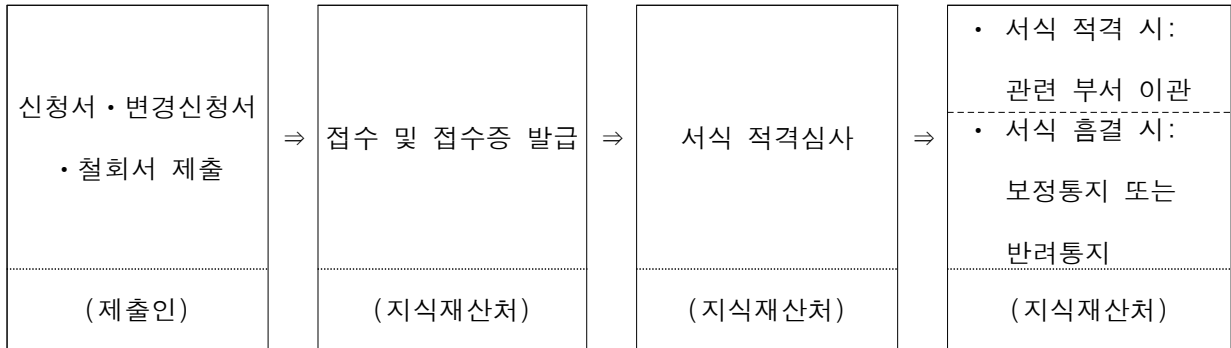 신청서・변경신청서
・철회서 제출
(제출인)
⇒
접수 및 접수증 발급
(지식재산처)
⇒
서식 적격심사
(지식재산처)
⇒
・ 서식 적격 시:
관련 부서 이관
・ 서식 흠결 시:
보정통지 또는
반려통지
(지식재산처)